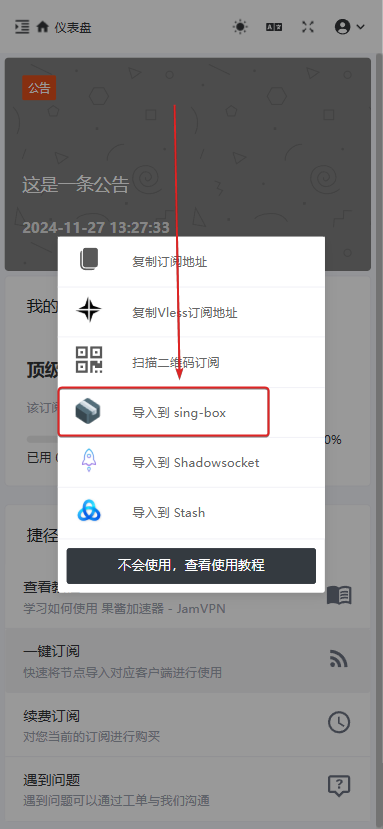 仪表盘
公告
这是一条公告
2024-11-27 13:27:33
复制订阅地址
我的
复制Vless订阅地址
扫描二维码订阅
顶级
该订阅
导入到 sing-box
0%
已用
导入到 Shadowsocket
导入到 Stash
捷径
不会使用，查看使用教程
查看教
学习如何使用 果酱加速器 - JamVPN
一键订阅
快速将节点导入对应客户端进行使用
续费订阅
对您当前的订阅进行购买
遇到问题
遇到问题可以通过工单与我们沟通